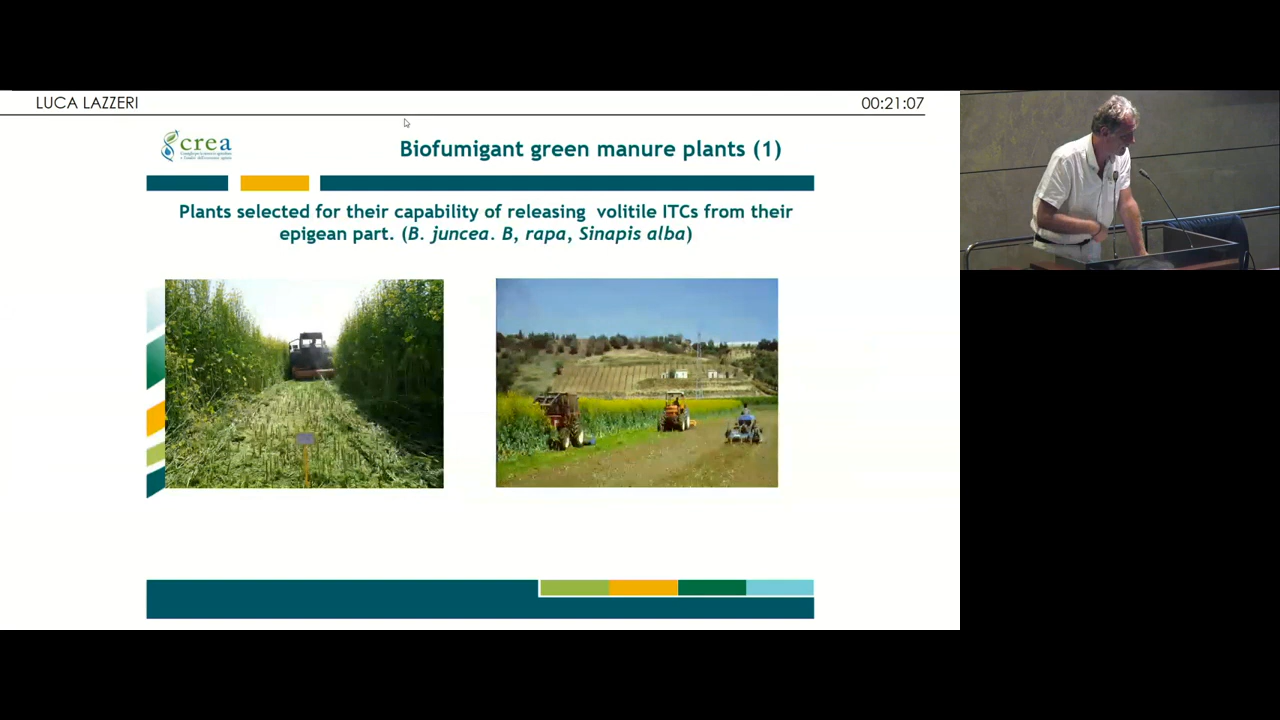 LUCA LAZZERI
00:21:07
crea
Biofumigant green manure plants (1)
Plants selected for their capability of releasing volitile ITCs from their
epigean part. (B. juncea. B, rapa, Sinapis alba)